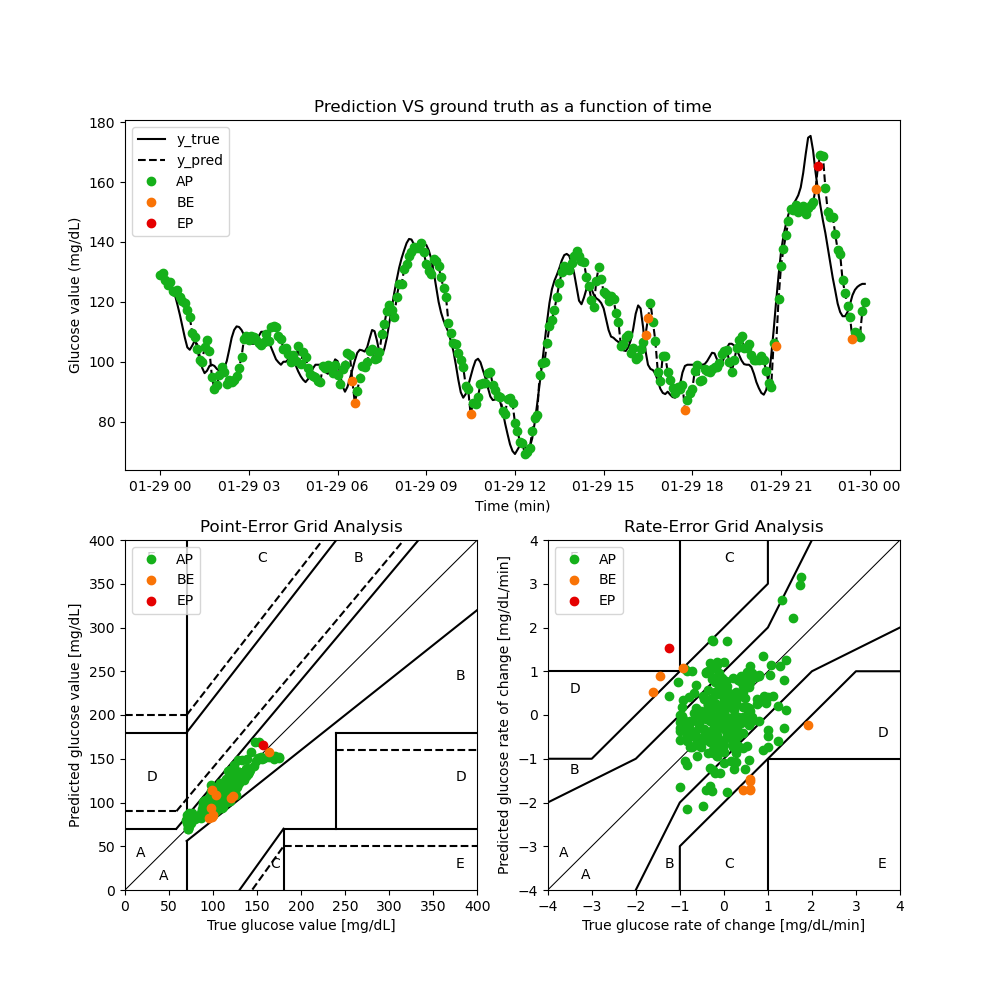 Prediction VS ground truth as a function of time
Glucose value (mg/dL)
180
160
140
120
100
80
y_true
y_pred
AP
BE
EP
01-29 00 01-29 03 01-29 06 01-29 09 01-29 12 01-29 15 01-29 18 01-29 21 01-30 00
Time (min)
Point-Error Grid Analysis
Predicted glucose value [mg/dL]
400
350
300
250
200
150
100
50
0
AP
BE
EP
C
B
B
D
D
A
A
C
E
0 50 100 150 200 250 300 350 400
True glucose value [mg/dL]
Rate-Error Grid Analysis
Predicted glucose rate of change [mg/dL/min]
4
3
2
1
0
−1
−2
−3
−4
AP
BE
EP
C
D
D
B
A
A
B
C
E
−4 −3 −2 −1 0 1 2 3 4
True glucose rate of change [mg/dL/min]